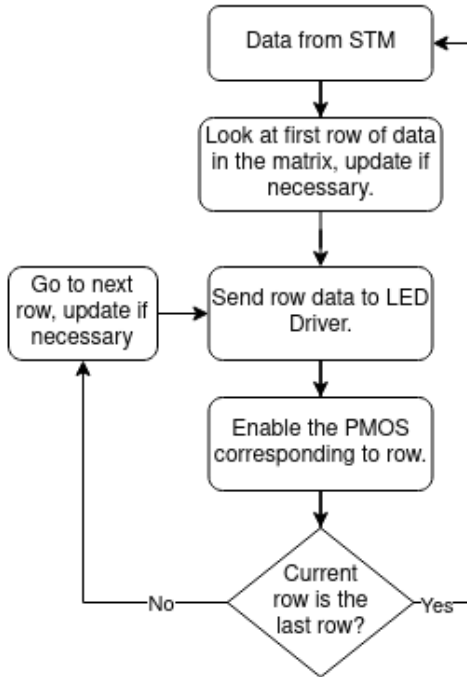 Data from STM
Look at first row of data
in the matrix, update if
necessary.
Go to next
row, update if
necessary
Send row data to LED
Driver.
Enable the PMOS
corresponding to row.
Current
row is the
last row?
No
Yes